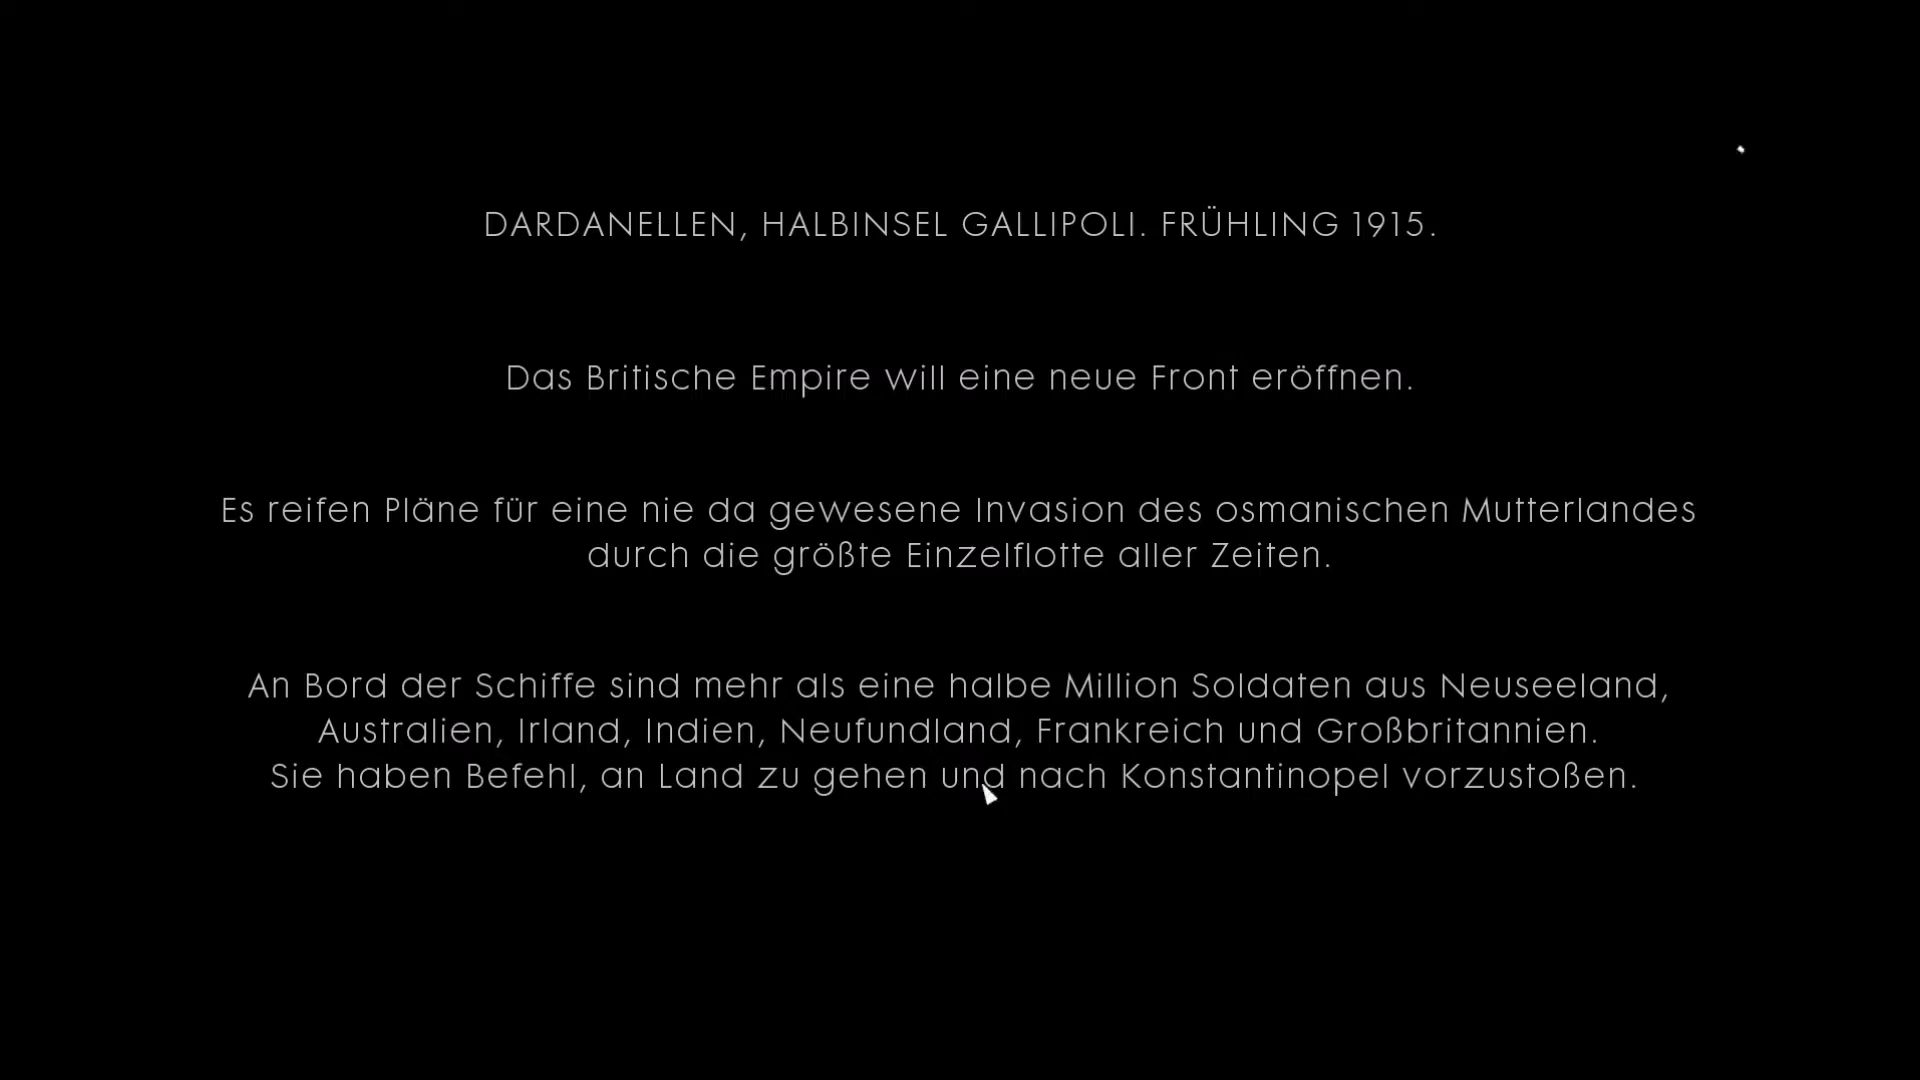 DARDANELLEN, HALBINSEL GALLIPOLI. FRÜHLING 1915.
Das Britische Empire will eine neue Front eröffnen.
Es reifen Pläne für eine nie da gewesene Invasion des osmanischen Mutterlandes
durch die größte Einzelflotte aller Zeiten.
An Bord der Schiffe sind mehr als eine halbe Million Soldaten aus Neuseeland,
Australien, Irland, Indien, Neufundland, Frankreich und Großbritannien.
Sie haben Befehl, an Land zu gehen und nach Konstantinopel vorzustoßen.